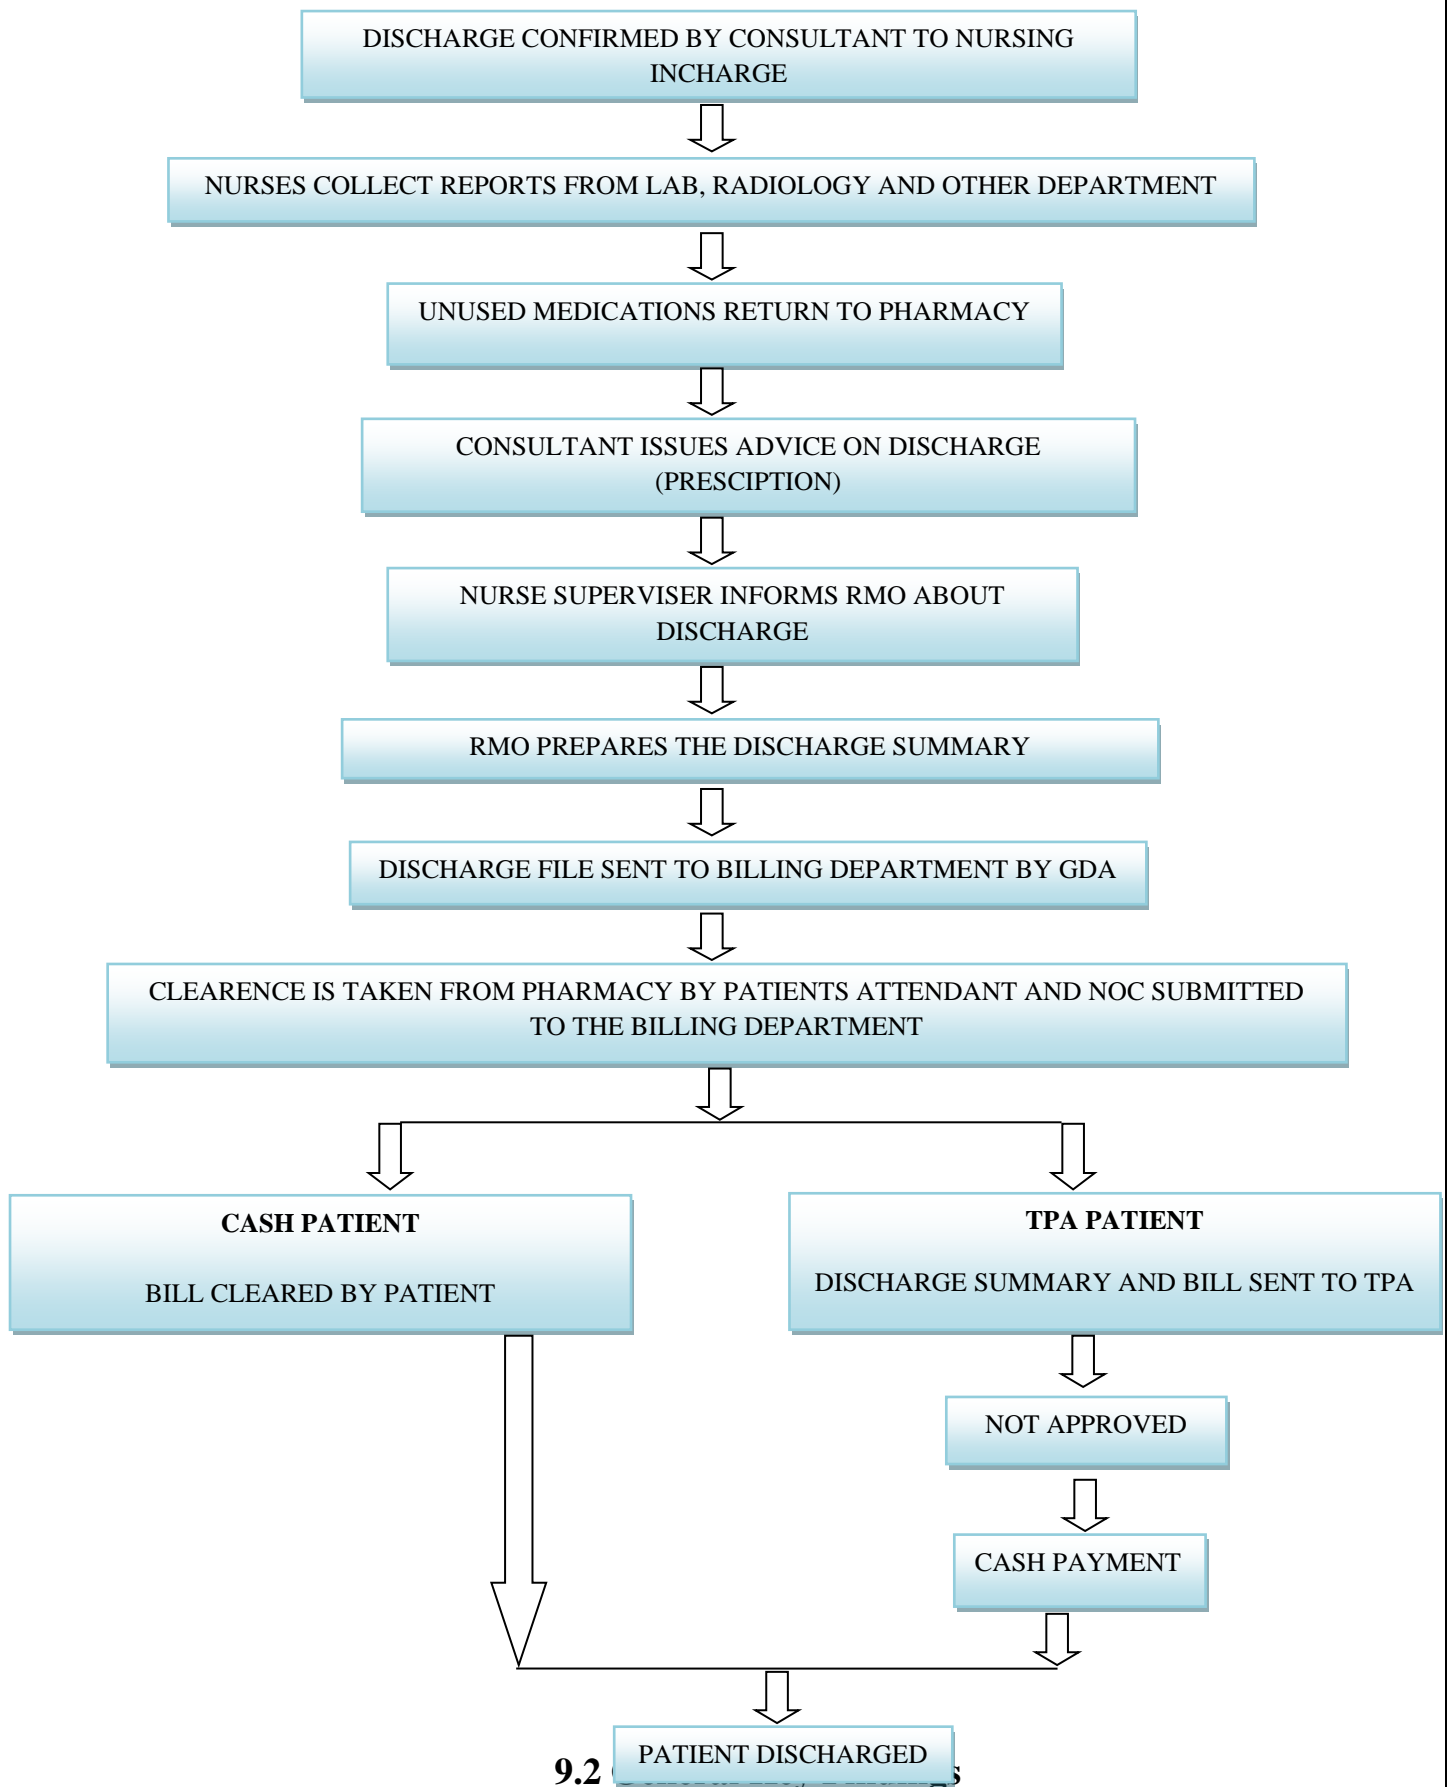 DISCHARGE CONFIRMED BY CONSULTANT TO NURSING
INCHARGE
NURSES COLLECT REPORTS FROM LAB, RADIOLOGY AND OTHER DEPARTMENT
UNUSED MEDICATIONS RETURN TO PHARMACY
CONSULTANT ISSUES ADVICE ON DISCHARGE
(PRESCIPTION)
NURSE SUPERVISER INFORMS RMO ABOUT
DISCHARGE
RMO PREPARES THE DISCHARGE SUMMARY
DISCHARGE FILE SENT TO BILLING DEPARTMENT BY GDA
CLEARENCE IS TAKEN FROM PHARMACY BY PATIENTS ATTENDANT AND NOC SUBMITTED
TO THE BILLING DEPARTMENT
CASH PATIENT
BILL CLEARED BY PATIENT
TPA PATIENT
DISCHARGE SUMMARY AND BILL SENT TO TPA
NOT APPROVED
CASH PAYMENT
PATIENT DISCHARGED
9.2